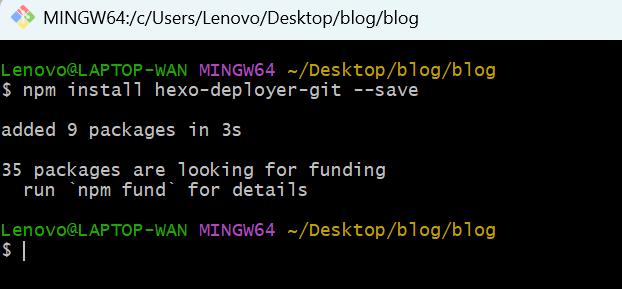 MINGW64:/c/Users/Lenovo/Desktop/blog/blog
Lenovo@LAPTOP-WAN MINGW64 ~/Desktop/blog/blog
$ npm install hexo-deployer-git --save
added 9 packages in 3s
35 packages are looking for funding
  run `npm fund` for details
Lenovo@LAPTOP-WAN MINGW64 ~/Desktop/blog/blog
$